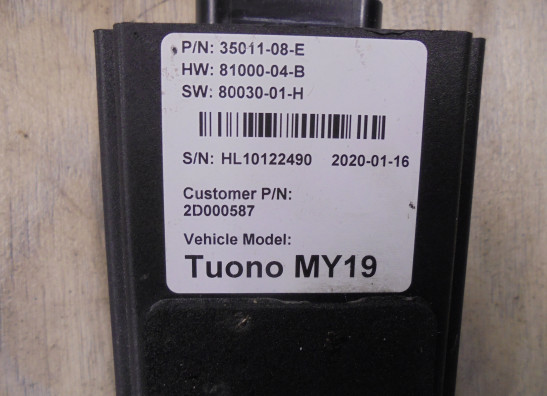 P/N: 35011-08-E
HW: 81000-04-B
SW: 80030-01-H
S/N: HL10122490 2020-01-16
Customer P/N:
2D000587
Vehicle Model:
Tuono MY19